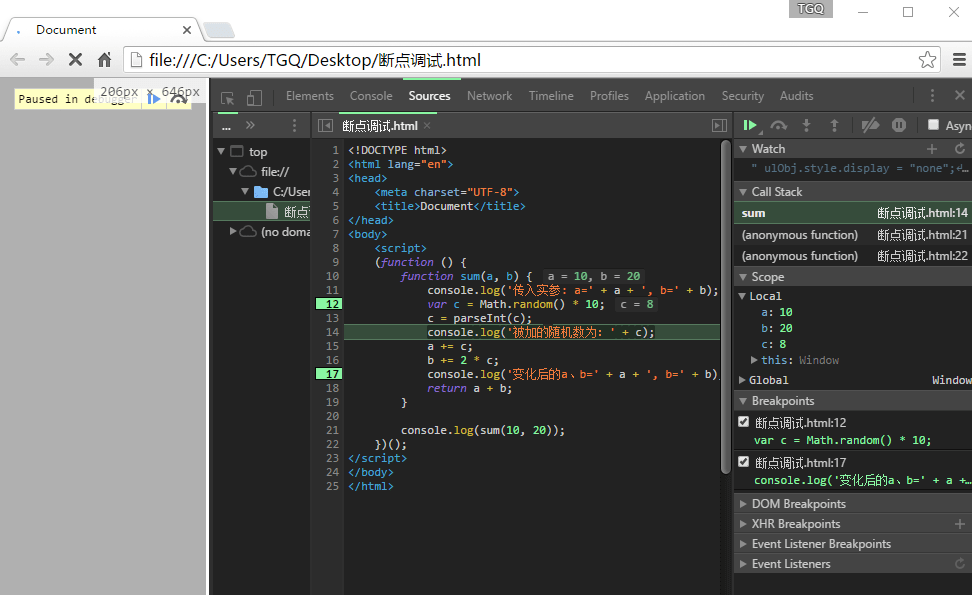 TGQ
Document
file:///C:/Users/TGQ/Desktop/断点调试.html
206px × 646px
Paused in debugger
Elements Console Sources Network Timeline Profiles Application Security Audits
... » 断点调试.html × Asyn
top
file://
C:/User
断点
(no doma
1 <!DOCTYPE html>
2 <html lang="en">
3 <head>
4 <meta charset="UTF-8">
5 <title>Document</title>
6 </head>
7 <body>
8 <script>
9 (function () {
10 function sum(a, b) { a = 10, b = 20
11 console.log('传入实参: a=' + a + ', b=' + b);
12 var c = Math.random() * 10; c = 8
13 c = parseInt(c);
14 console.log('被加的随机数为: ' + c);
15 a += c;
16 b += 2 * c;
17 console.log('变化后的a、b=' + a + ', b=' + b)
18 return a + b;
19 }
20
21 console.log(sum(10, 20));
22 })();
23 </script>
24 </body>
25 </html>
Watch
" ulObj.style.display = "none";↵…
Call Stack
sum 断点调试.html:14
(anonymous function) 断点调试.html:21
(anonymous function) 断点调试.html:22
Scope
Local
a: 10
b: 20
c: 8
this: Window
Global Window
Breakpoints
断点调试.html:12
var c = Math.random() * 10;
断点调试.html:17
console.log('变化后的a、b=' + a +…
DOM Breakpoints
XHR Breakpoints
Event Listener Breakpoints
Event Listeners